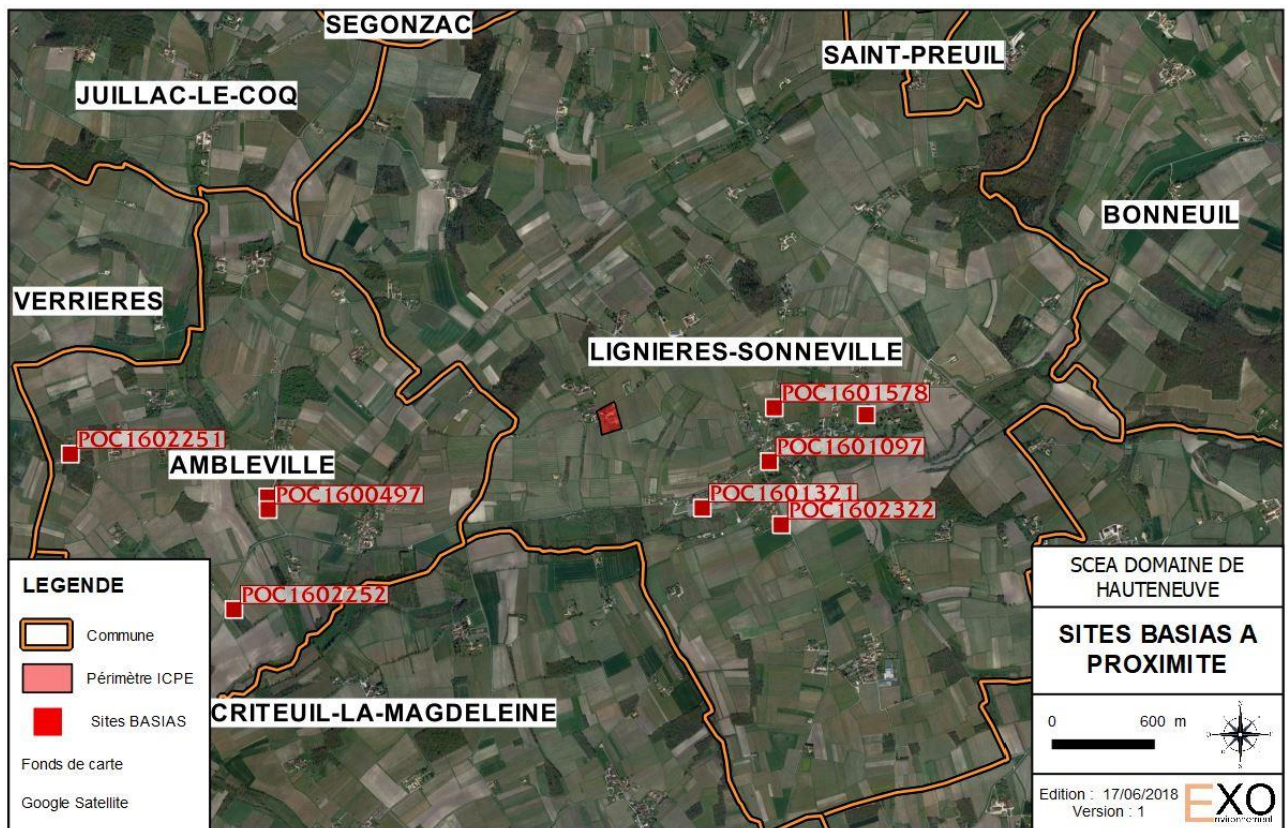 SEGONZAC
SAINT-PREUIL
JUILLAC-LE-COQ
BONNEUIL
VERRIERES
LIGNIERES-SONNEVILLE
POC1601578
POC1602251
POC1601097
AMBLEVILLE
POC1600497
POC1601321
POC1602322
POC1602252
CRITEUIL-LA-MAGDELEINE
LEGENDE
Commune
Périmètre ICPE
Sites BASIAS
Fonds de carte
Google Satellite
SCEA DOMAINE DE
HAUTENEUVE
SITES BASIAS A
PROXIMITE
0 600 m
Edition : 17/06/2018
Version : 1
EXO
environnement